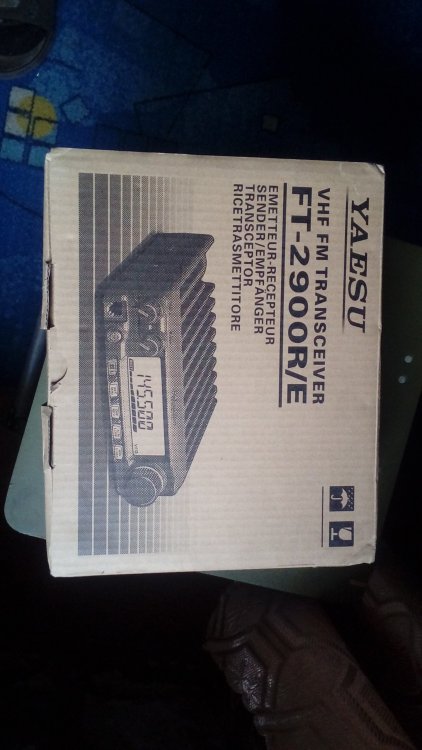 YAESU
VHF FM TRANSCEIVER
FT-2900R/E
EMETTEUR-RECEPTEUR
SENDER/EMPFÄNGER
TRANSCEPTOR
RICETRASMETTITORE
145.500